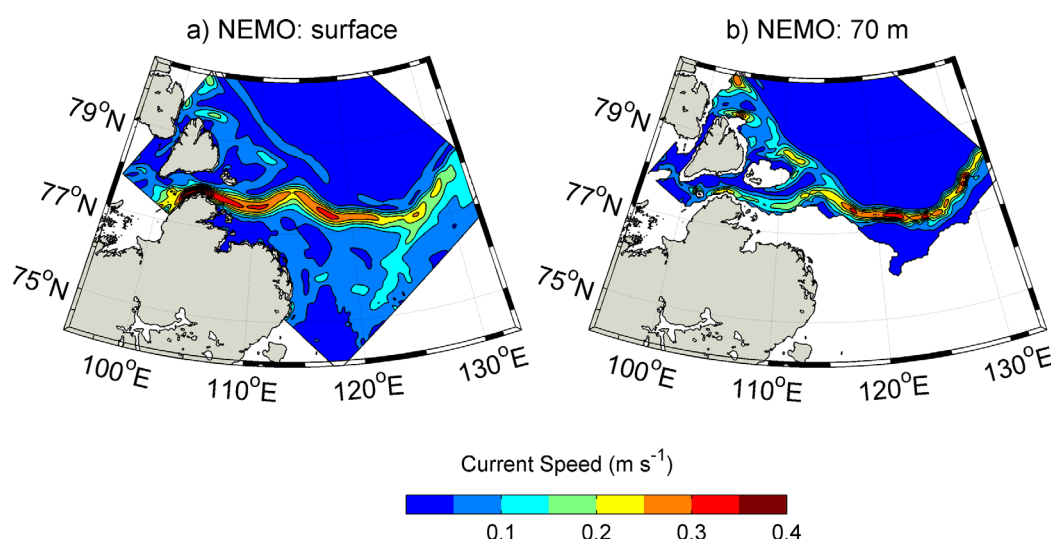 a) NEMO: surface
b) NEMO: 70 m
79°N
77°N
75°N
100°E
110°E
120°E
130°E
79°N
77°N
75°N
100°E
110°E
120°E
130°E
Current Speed (m s⁻¹)
0.1 0.2 0.3 0.4